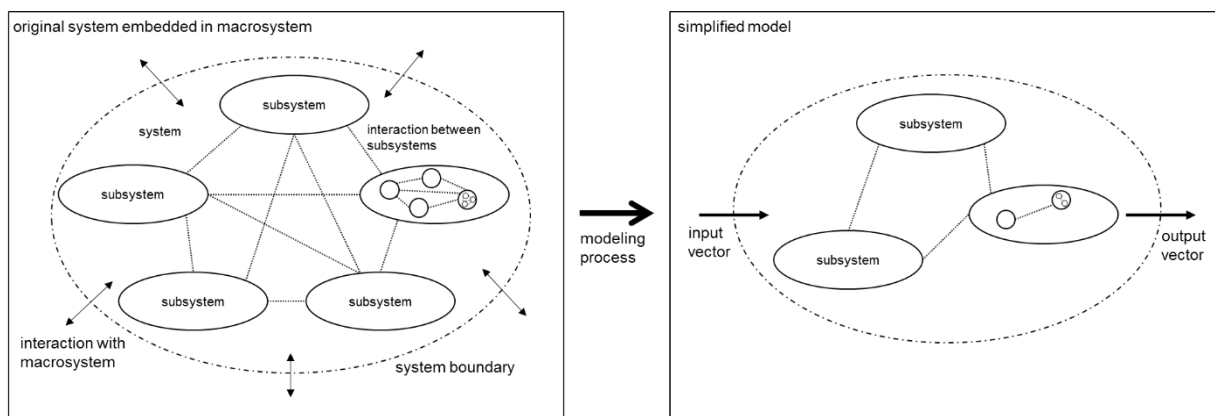 original system embedded in macrosystem
subsystem
system
interaction between
subsystems
subsystem
subsystem
subsystem
interaction with
macrosystem
system boundary
modeling
process
simplified model
subsystem
input
vector
subsystem
output
vector